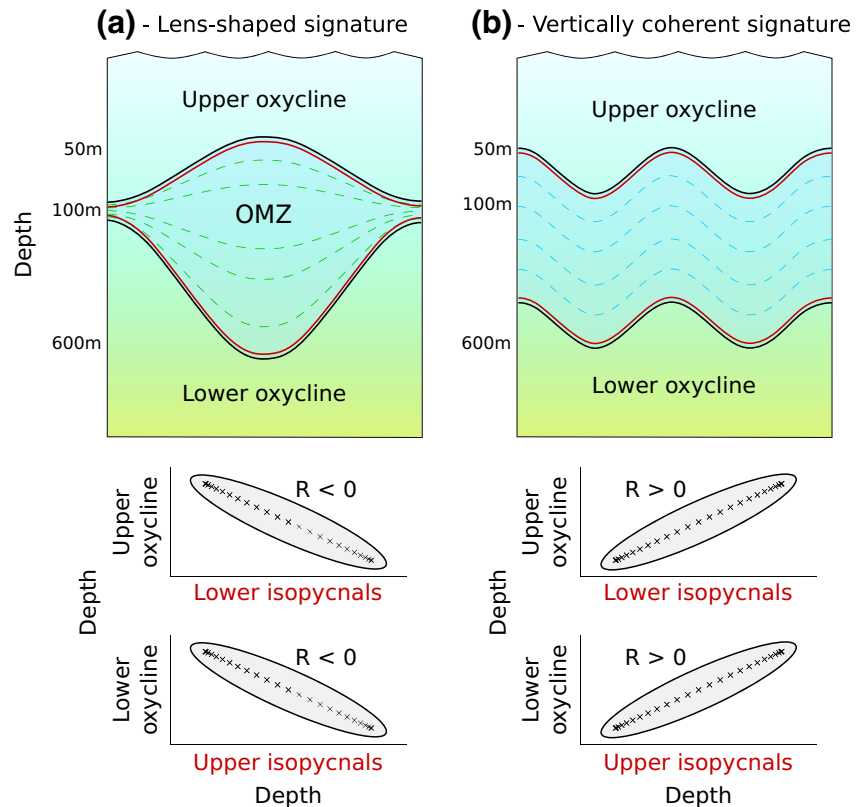 (a) - Lens-shaped signature
Upper oxycline
50m
100m
OMZ
Depth
600m
Lower oxycline
R < 0
Upper
oxycline
Lower isopycnals
Depth
R < 0
Lower
oxycline
Upper isopycnals
Depth
(b) - Vertically coherent signature
Upper oxycline
50m
100m
Depth
600m
Lower oxycline
R > 0
Upper
oxycline
Lower isopycnals
Depth
R > 0
Lower
oxycline
Upper isopycnals
Depth